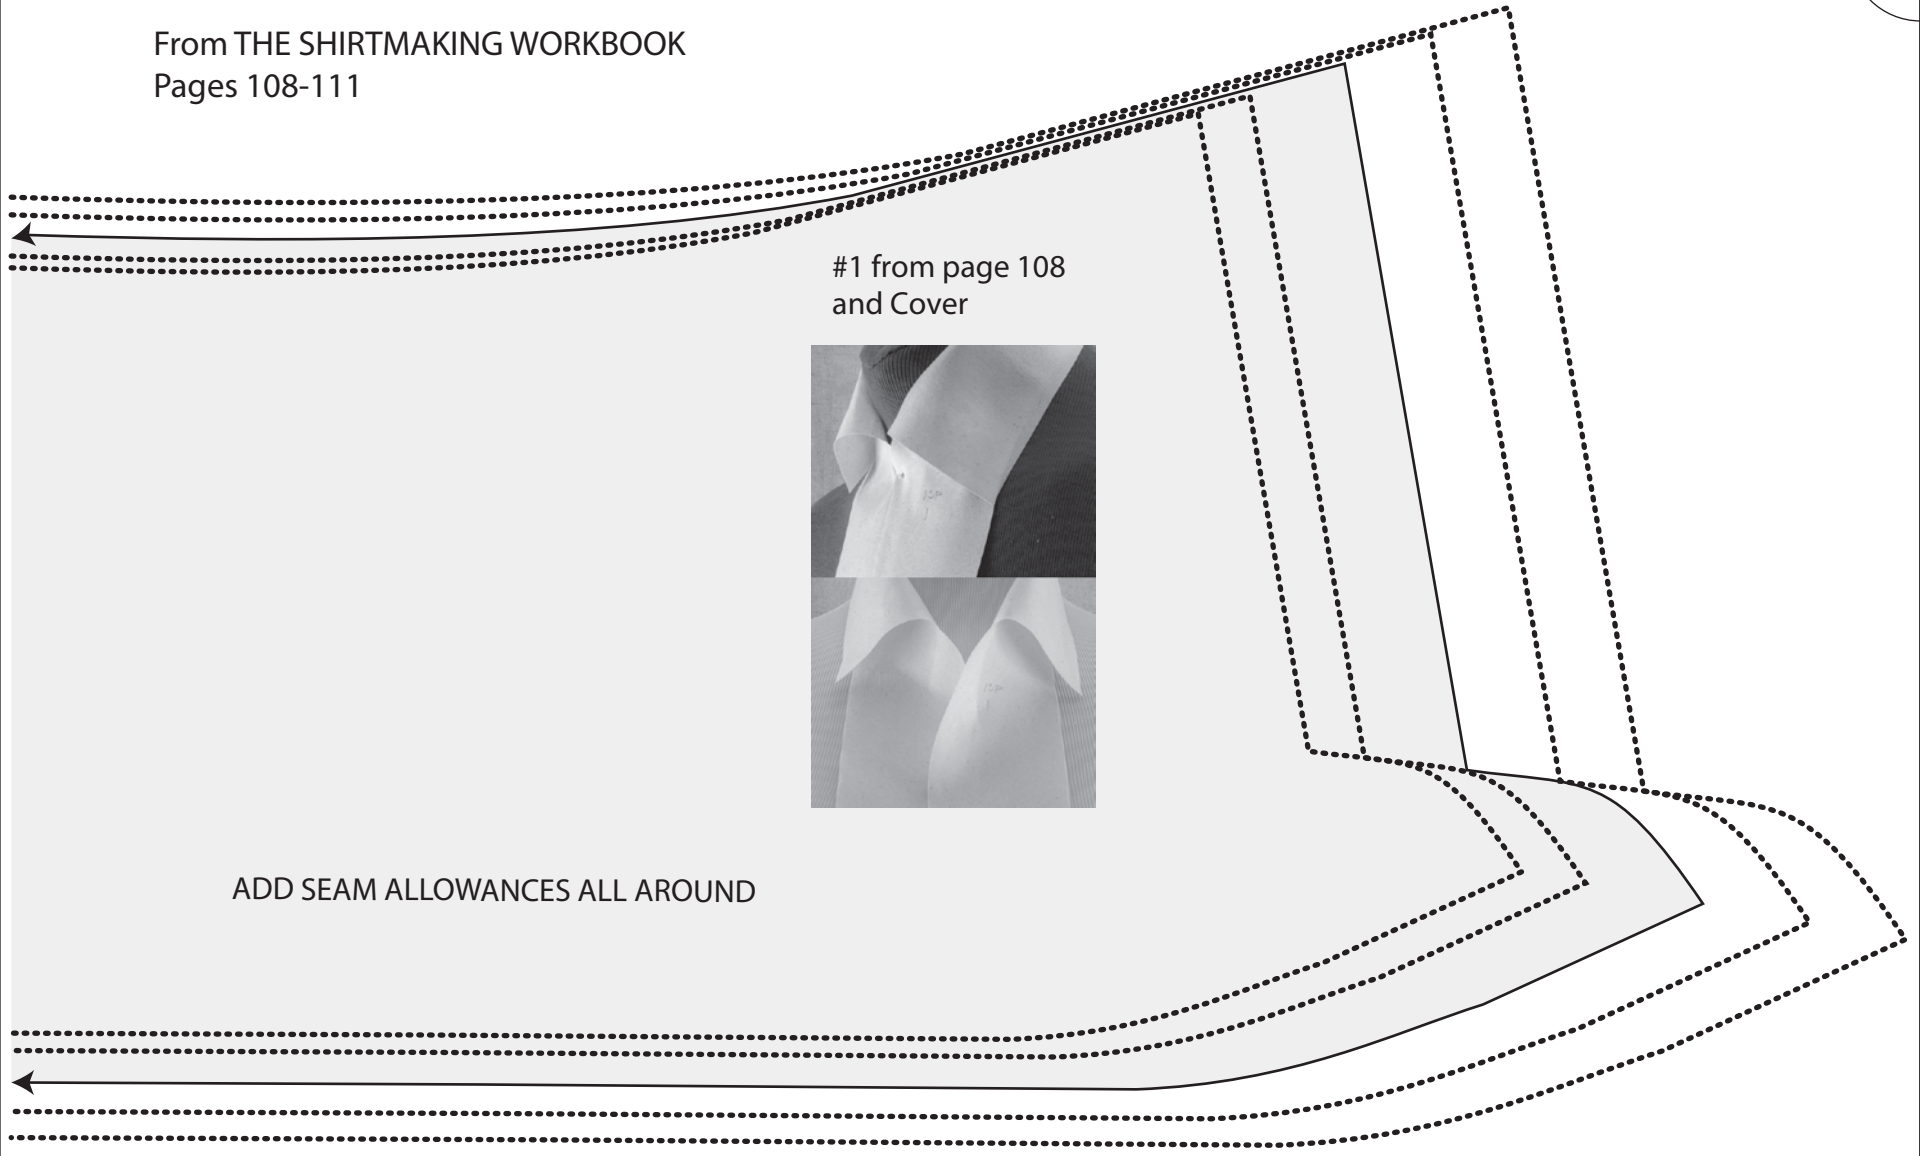 From THE SHIRTMAKING WORKBOOK
Pages 108-111
#1 from page 108
and Cover
ADD SEAM ALLOWANCES ALL AROUND